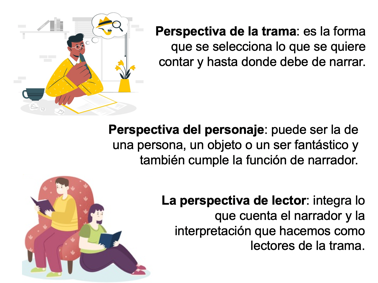 Perspectiva de la trama: es la forma
que se selecciona lo que se quiere
contar y hasta donde debe de narrar.
Perspectiva del personaje: puede ser la de
una persona, un objeto o un ser fantástico y
también cumple la función de narrador.
La perspectiva de lector: integra lo
que cuenta el narrador y la
interpretación que hacemos como
lectores de la trama.